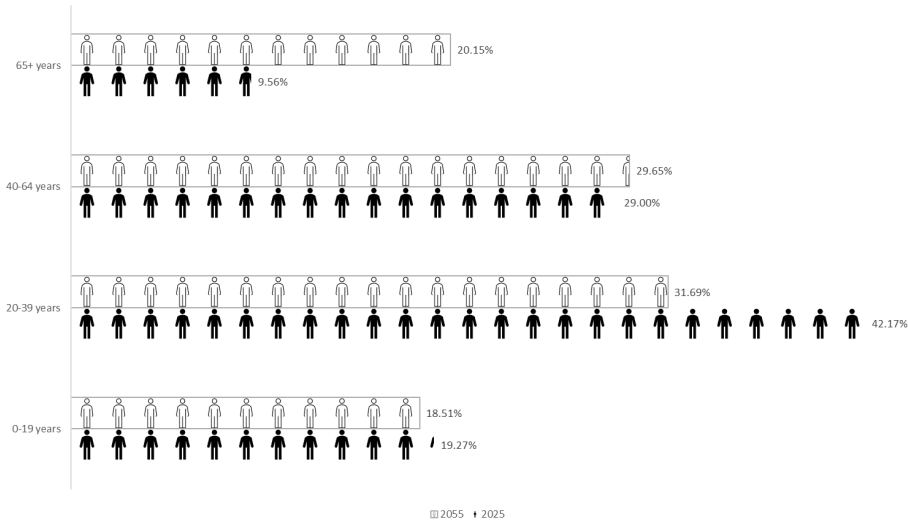 20.15%
65+ years
9.56%
29.65%
40-64 years
29.00%
31.69%
20-39 years
42.17%
18.51%
0-19 years
19.27%
2055 2025